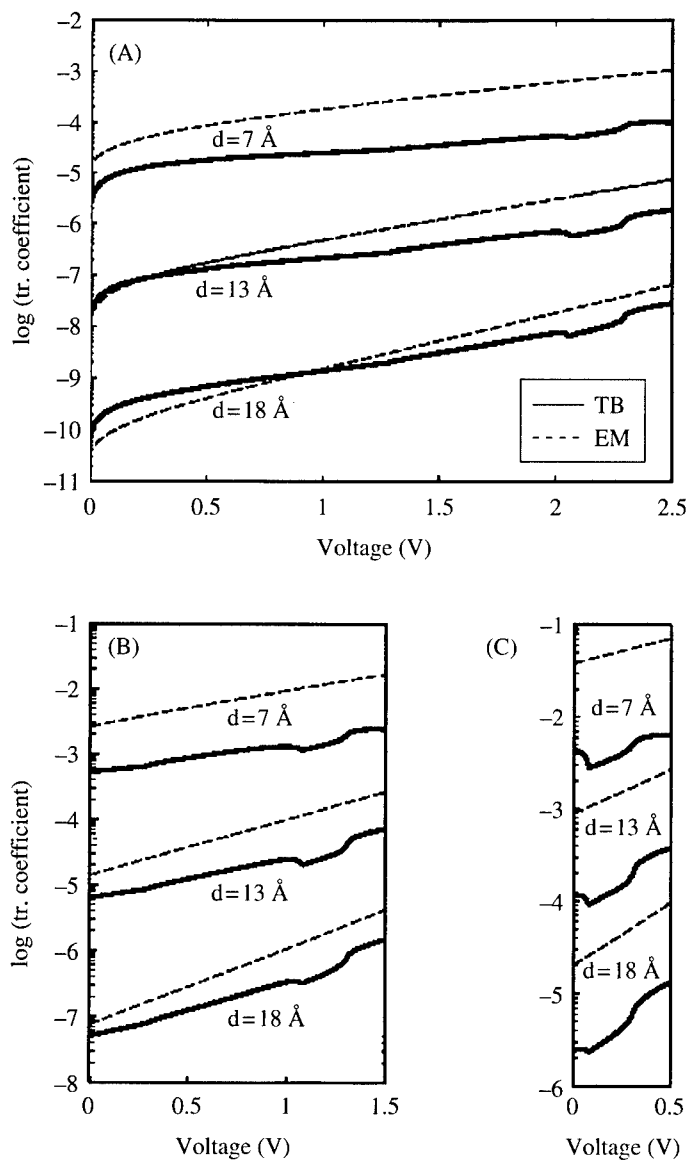 (A)
−2
−3
−4
−5
−6
−7
−8
−9
−10
−11
log (tr. coefficient)
d=7 Å
d=13 Å
d=18 Å
TB
EM
0
0.5
1
1.5
2
2.5
Voltage (V)
(B)
−1
−2
−3
−4
−5
−6
−7
−8
log (tr. coefficient)
d=7 Å
d=13 Å
d=18 Å
0
0.5
1
1.5
Voltage (V)
(C)
−1
−2
−3
−4
−5
−6
d=7 Å
d=13 Å
d=18 Å
0
0.5
Voltage (V)